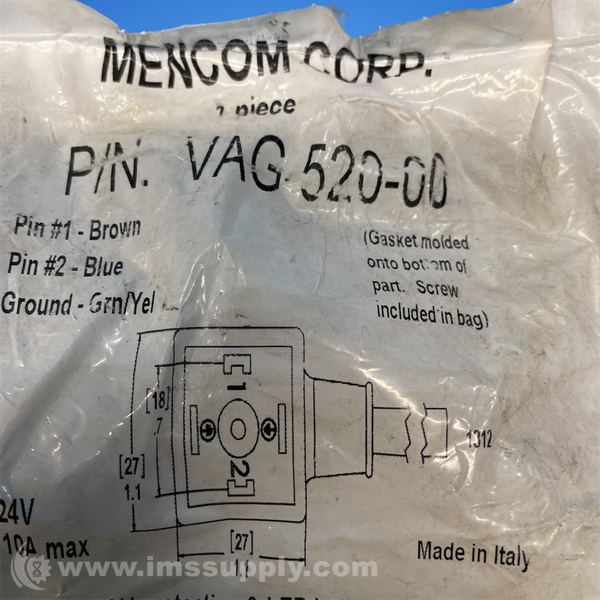 MENCOM CORP.
1 piece
P/N. VAG 520-00
Pin #1 - Brown
Pin #2 - Blue
Ground - Grn/Yel
(Gasket molded
onto bottom of
part. Screw
included in bag)
1
[18]
.7
[27]
1.1
2
1312
24V
10A max
[27]
Made in Italy
www.imssupply.com